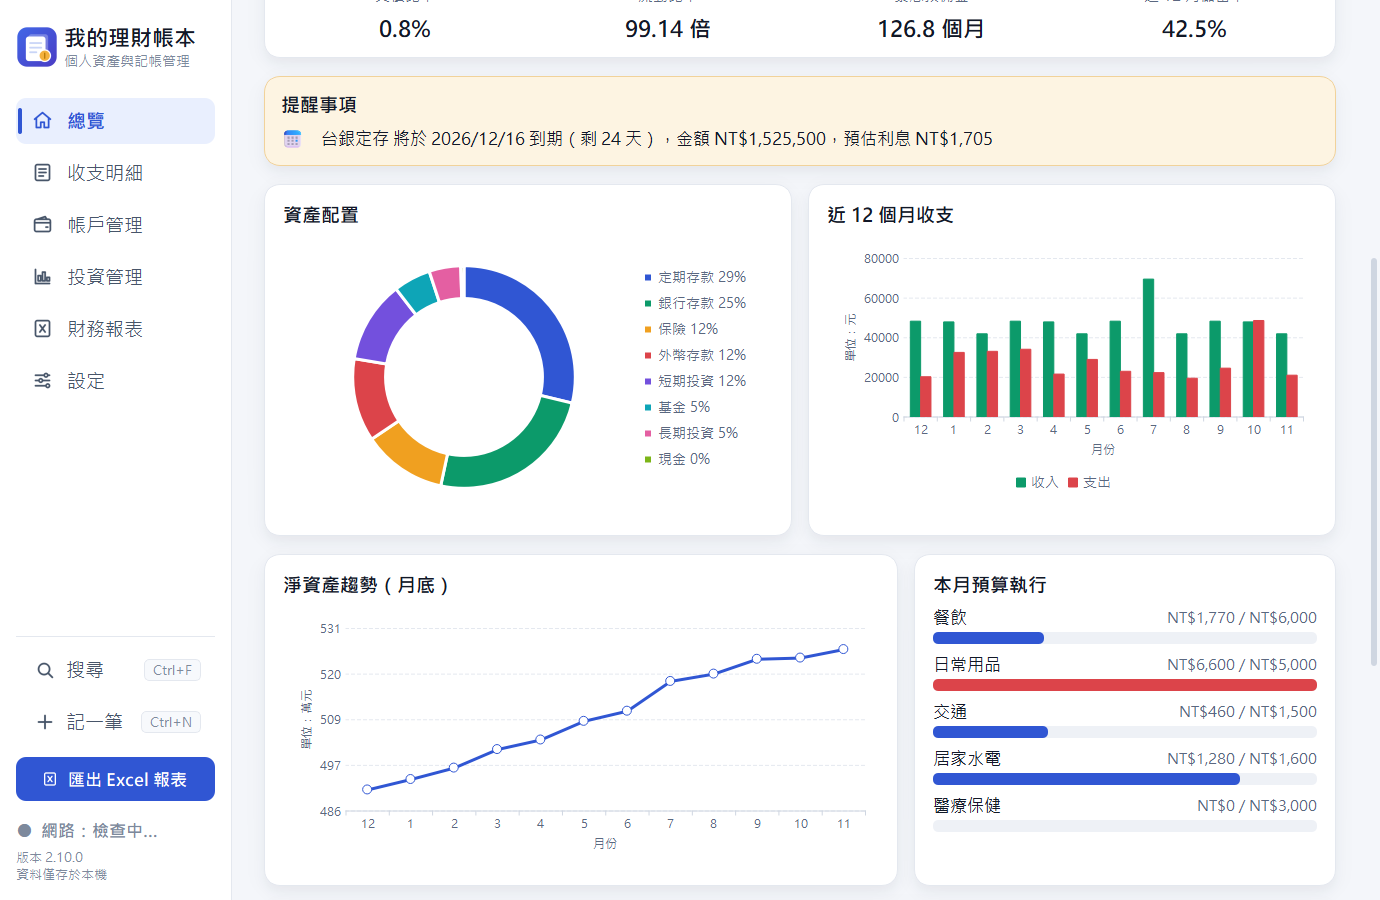 我的理財帳本
個人資產與記帳管理
總覽
收支明細
帳戶管理
投資管理
財務報表
設定
搜尋 Ctrl+F
記一筆 Ctrl+N
匯出 Excel 報表
網路：檢查中...
版本 2.10.0
資料僅存於本機
0.8% 99.14 倍 126.8 個月 42.5%
提醒事項
台銀定存 將於 2026/12/16 到期（剩 24 天），金額 NT$1,525,500，預估利息 NT$1,705
資產配置
定期存款 29%
銀行存款 25%
保險 12%
外幣存款 12%
短期投資 12%
基金 5%
長期投資 5%
現金 0%
近 12 個月收支
80000
60000
40000
20000
0
單位：元
12 1 2 3 4 5 6 7 8 9 10 11
月份
收入 支出
淨資產趨勢（月底）
531
520
509
497
486
單位：萬元
12 1 2 3 4 5 6 7 8 9 10 11
月份
本月預算執行
餐飲 NT$1,770 / NT$6,000
日常用品 NT$6,600 / NT$5,000
交通 NT$460 / NT$1,500
居家水電 NT$1,280 / NT$1,600
醫療保健 NT$0 / NT$3,000